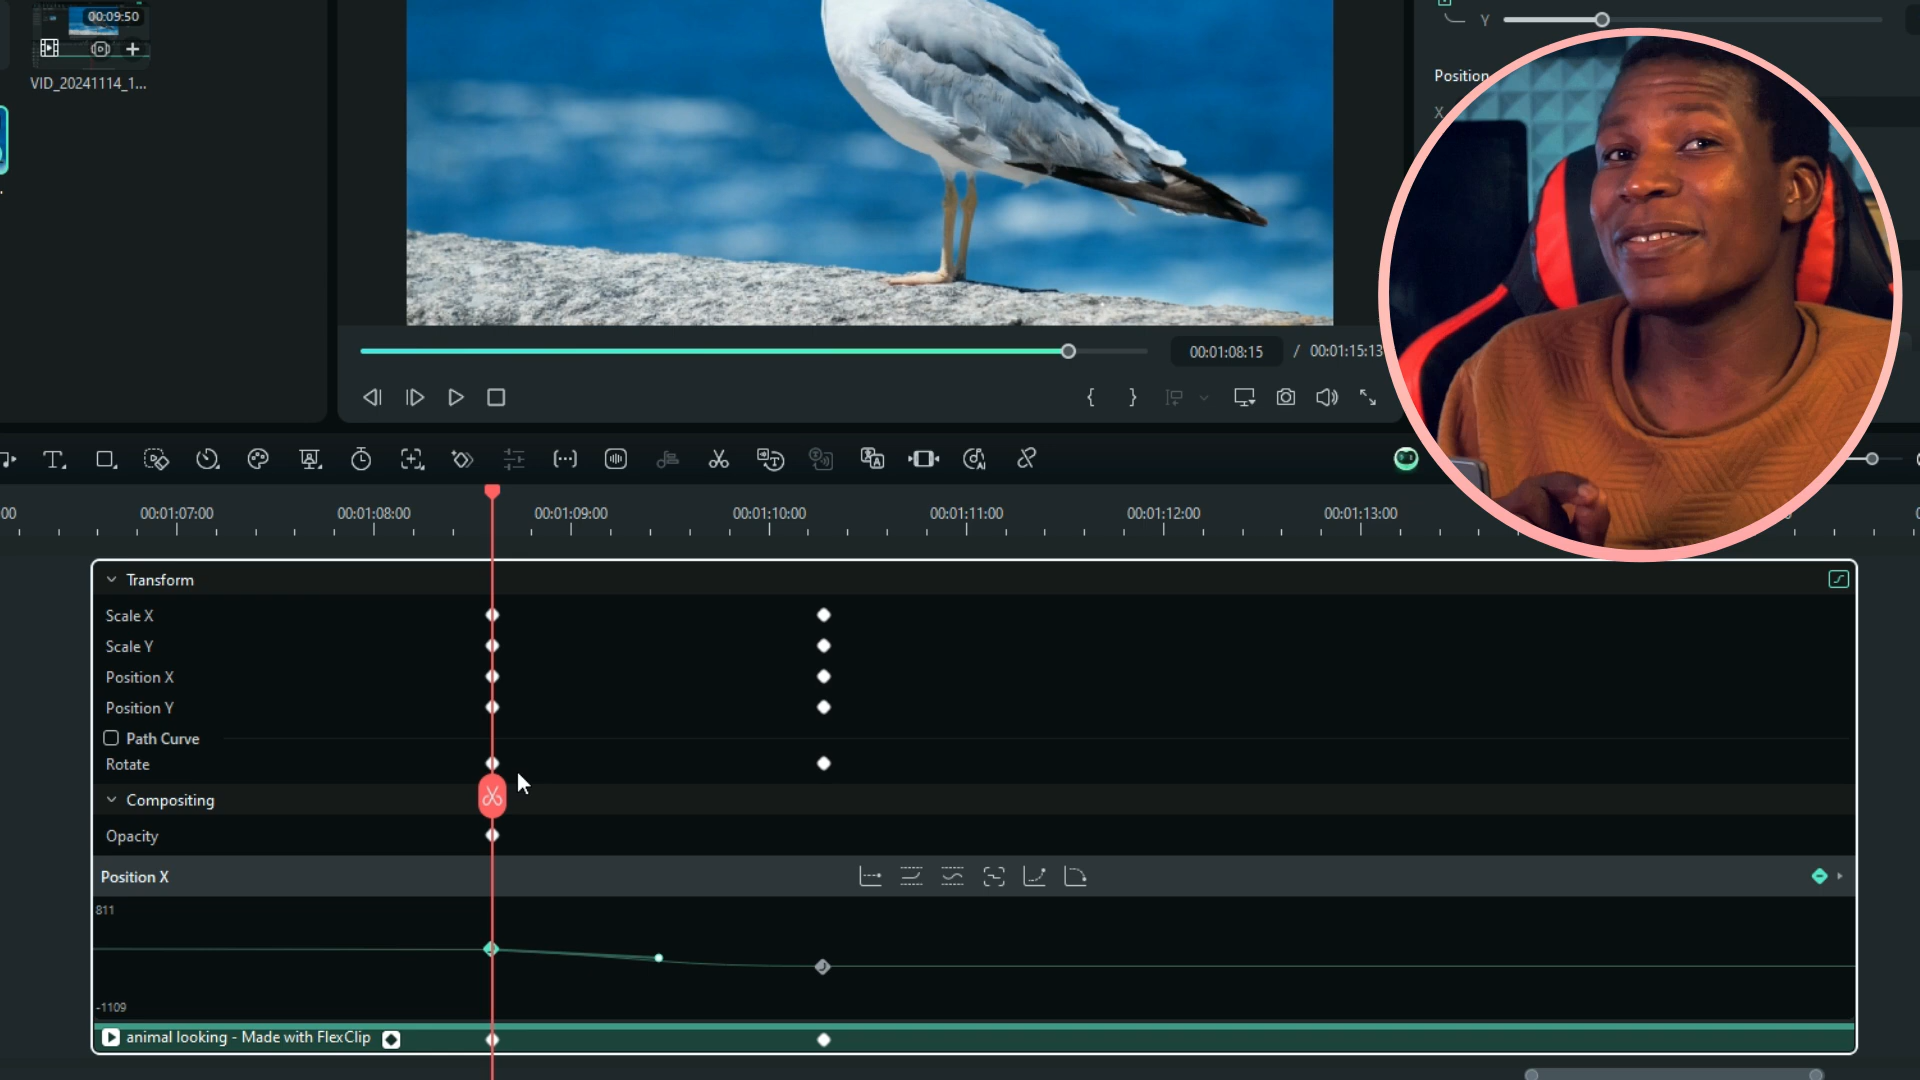 00:09:50
VID_20241114_1...
Y
Position
X
00:01:08:15 / 00:01:15:13
00:01:07:00 00:01:08:00 00:01:09:00 00:01:10:00 00:01:11:00 00:01:12:00 00:01:13:00
Transform
Scale X
Scale Y
Position X
Position Y
Path Curve
Rotate
Compositing
Opacity
Position X
811
-1109
animal looking - Made with FlexClip